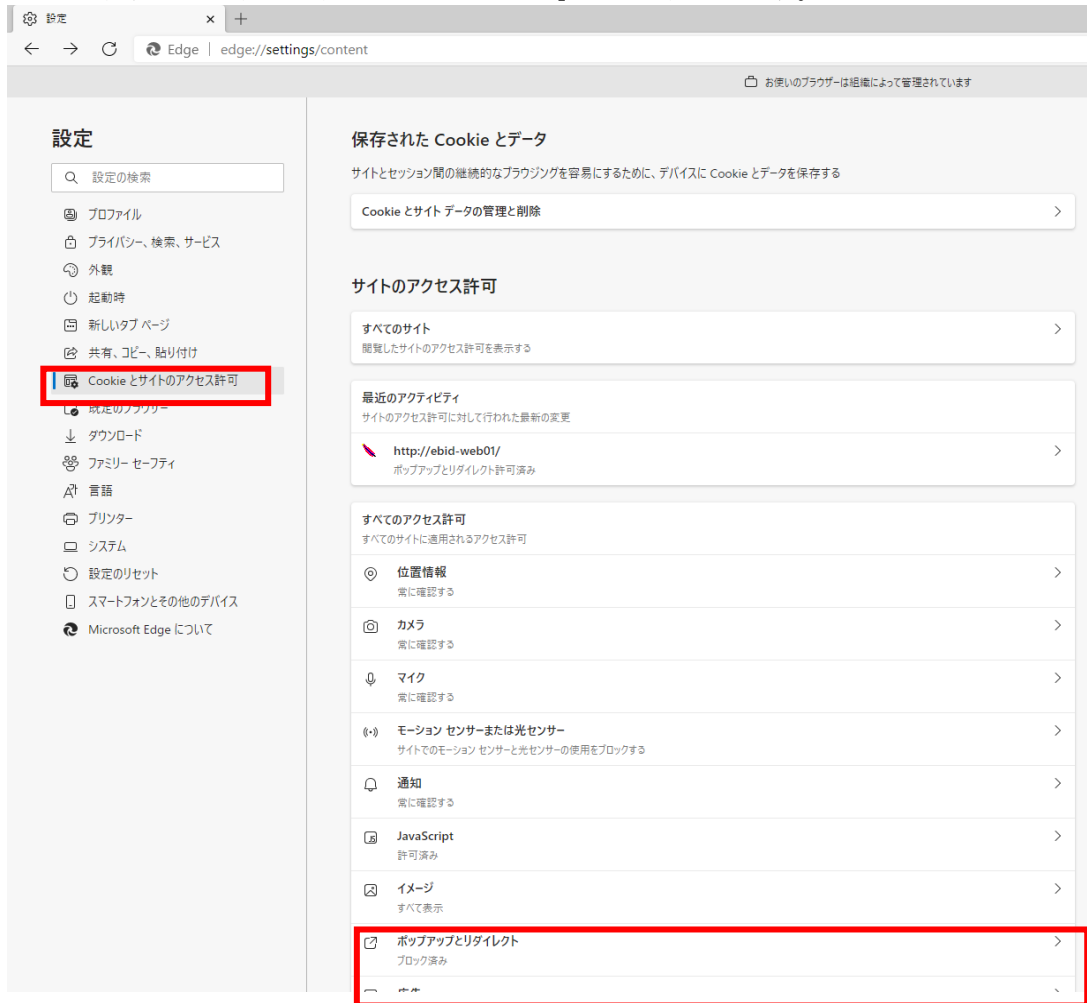 設定
Edge | edge://settings/content
お使いのブラウザーは組織によって管理されています
設定
設定の検索
プロファイル
プライバシー、検索、サービス
外観
起動時
新しいタブ ページ
共有、コピー、貼り付け
Cookie とサイトのアクセス許可
既定のブラウザー
ダウンロード
ファミリー セーフティ
言語
プリンター
システム
設定のリセット
スマートフォンとその他のデバイス
Microsoft Edge について
保存された Cookie とデータ
サイトとセッション間の継続的なブラウジングを容易にするために、デバイスに Cookie とデータを保存する
Cookie とサイト データの管理と削除
サイトのアクセス許可
すべてのサイト
閲覧したサイトのアクセス許可を表示する
最近のアクティビティ
サイトのアクセス許可に対して行われた最新の変更
http://ebid-web01/
ポップアップとリダイレクト許可済み
すべてのアクセス許可
すべてのサイトに適用されるアクセス許可
位置情報
常に確認する
カメラ
常に確認する
マイク
常に確認する
モーション センサーまたは光センサー
サイトでのモーション センサーと光センサーの使用をブロックする
通知
常に確認する
JavaScript
許可済み
イメージ
すべて表示
ポップアップとリダイレクト
ブロック済み